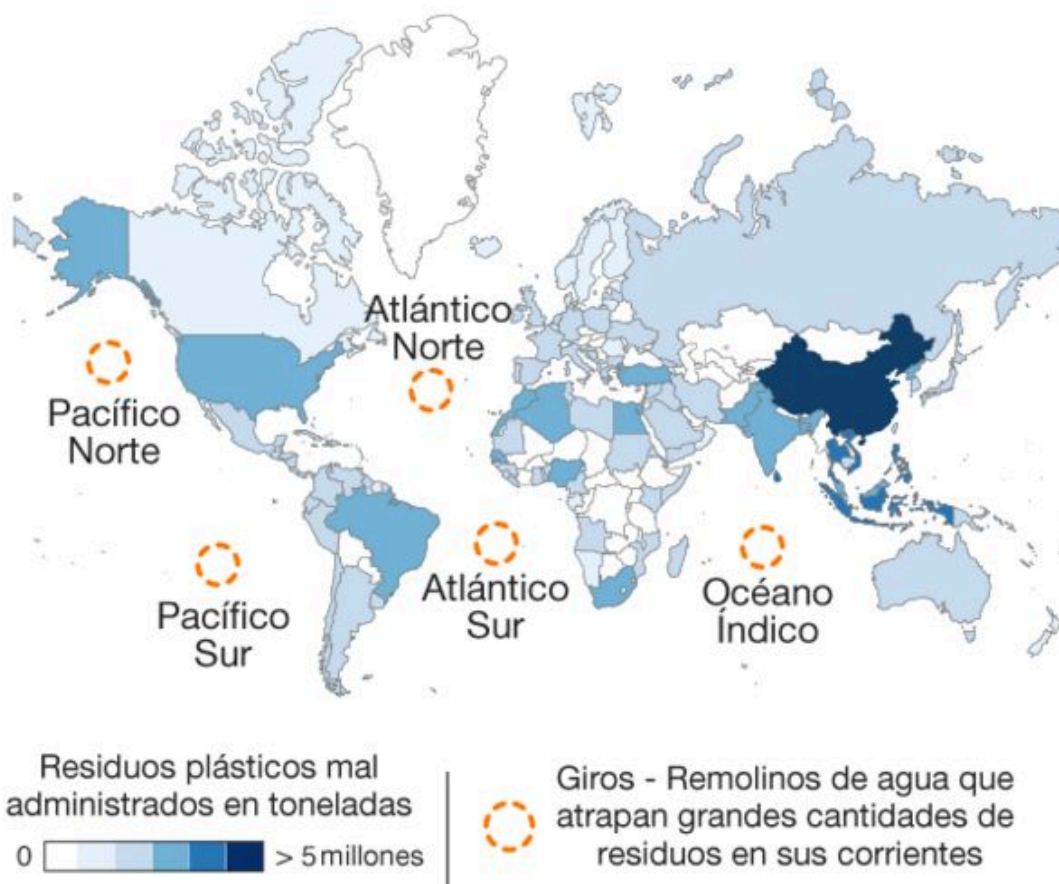 Atlántico
Norte
Pacífico
Norte
Pacífico
Sur
Atlántico
Sur
Océano
Índico
Residuos plásticos mal
administrados en toneladas
0
> 5 millones
Giros - Remolinos de agua que
atrapan grandes cantidades de
residuos en sus corrientes